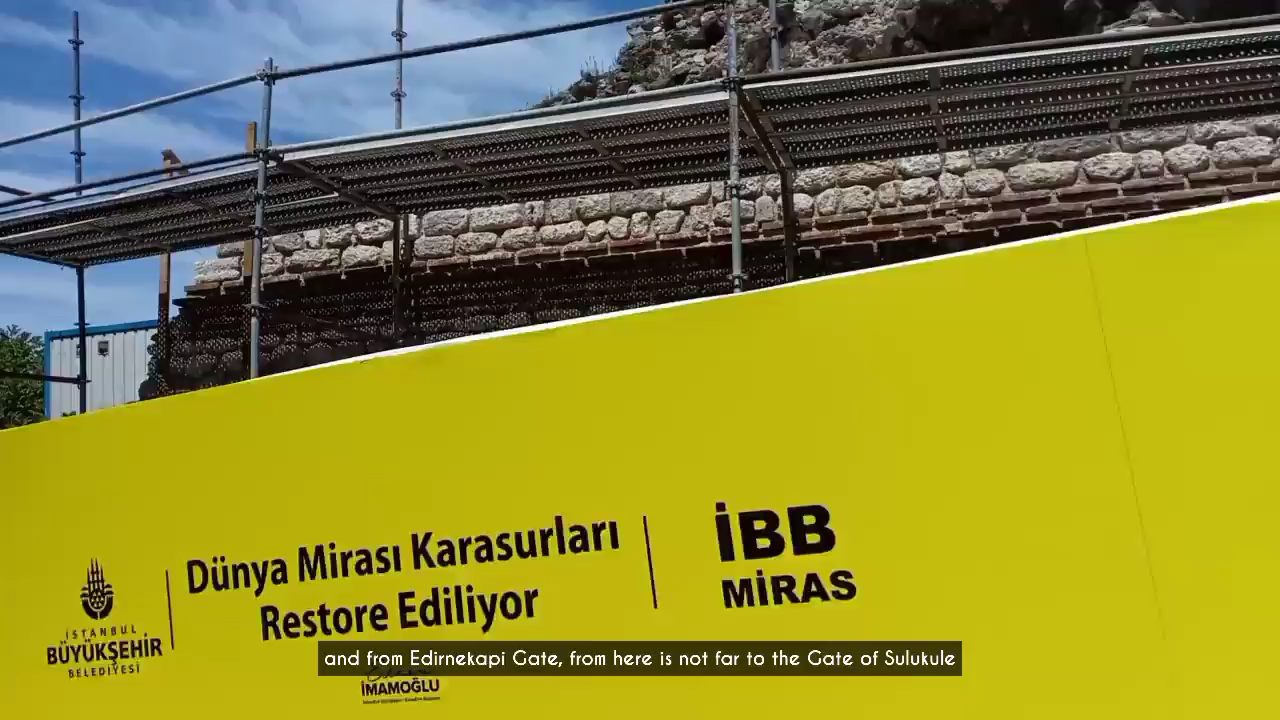 İSTANBUL
BÜYÜKŞEHİR
BELEDİYESİ
Dünya Mirası Karasurları
Restore Ediliyor
İBB
MİRAS
İMAMOĞLU
and from Edirnekapi Gate, from here is not far to the Gate of Sulukule